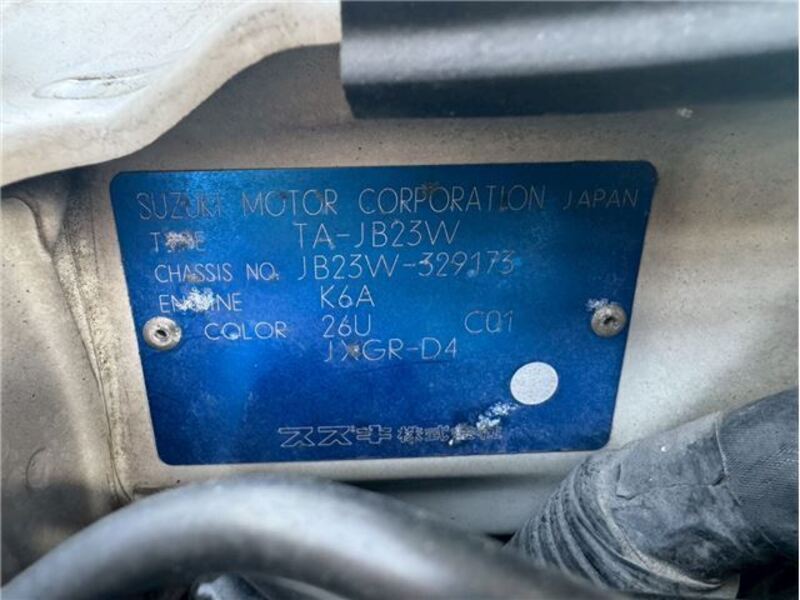 SUZUKI MOTOR CORPORATION JAPAN
TYPE TA-JB23W
CHASSIS NO. JB23W-329173
ENGINE K6A
COLOR 26U C01
JXGR-D4
スズキ株式会社